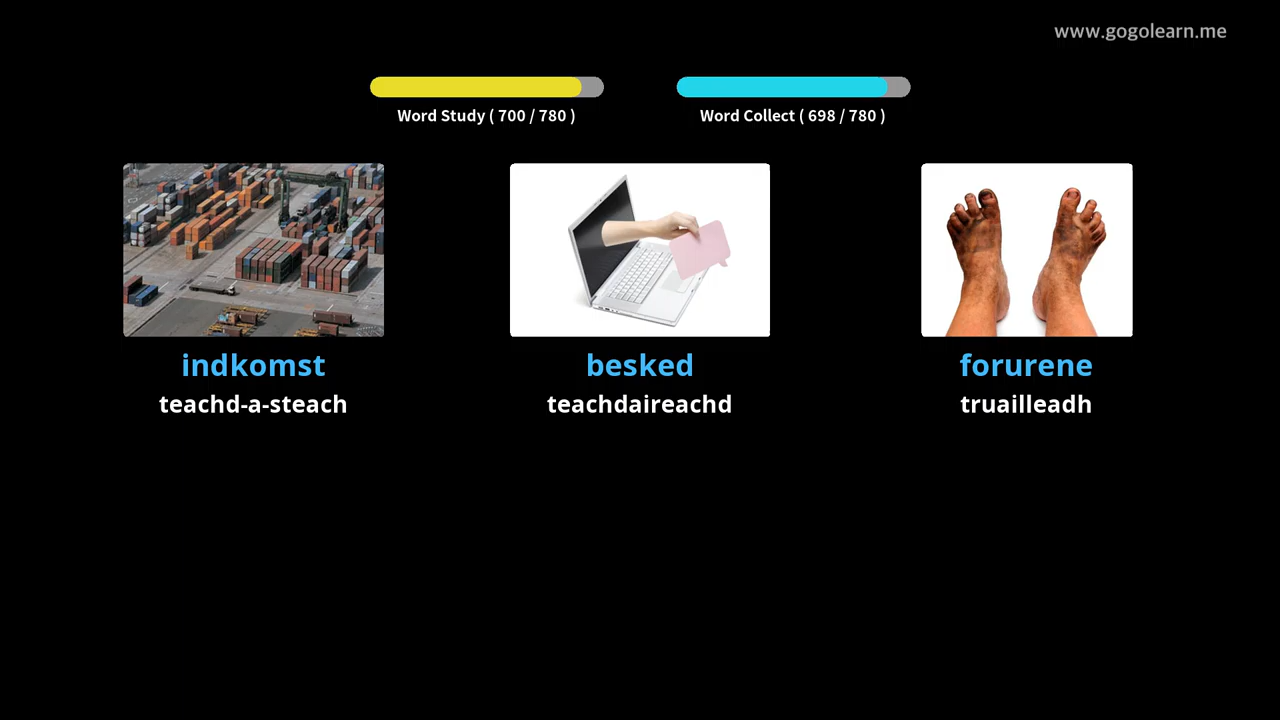 www.gogolearn.me
Word Study ( 700 / 780 )
Word Collect ( 698 / 780 )
indkomst
besked
forurene
teachd-a-steach
teachdaireachd
truailleadh